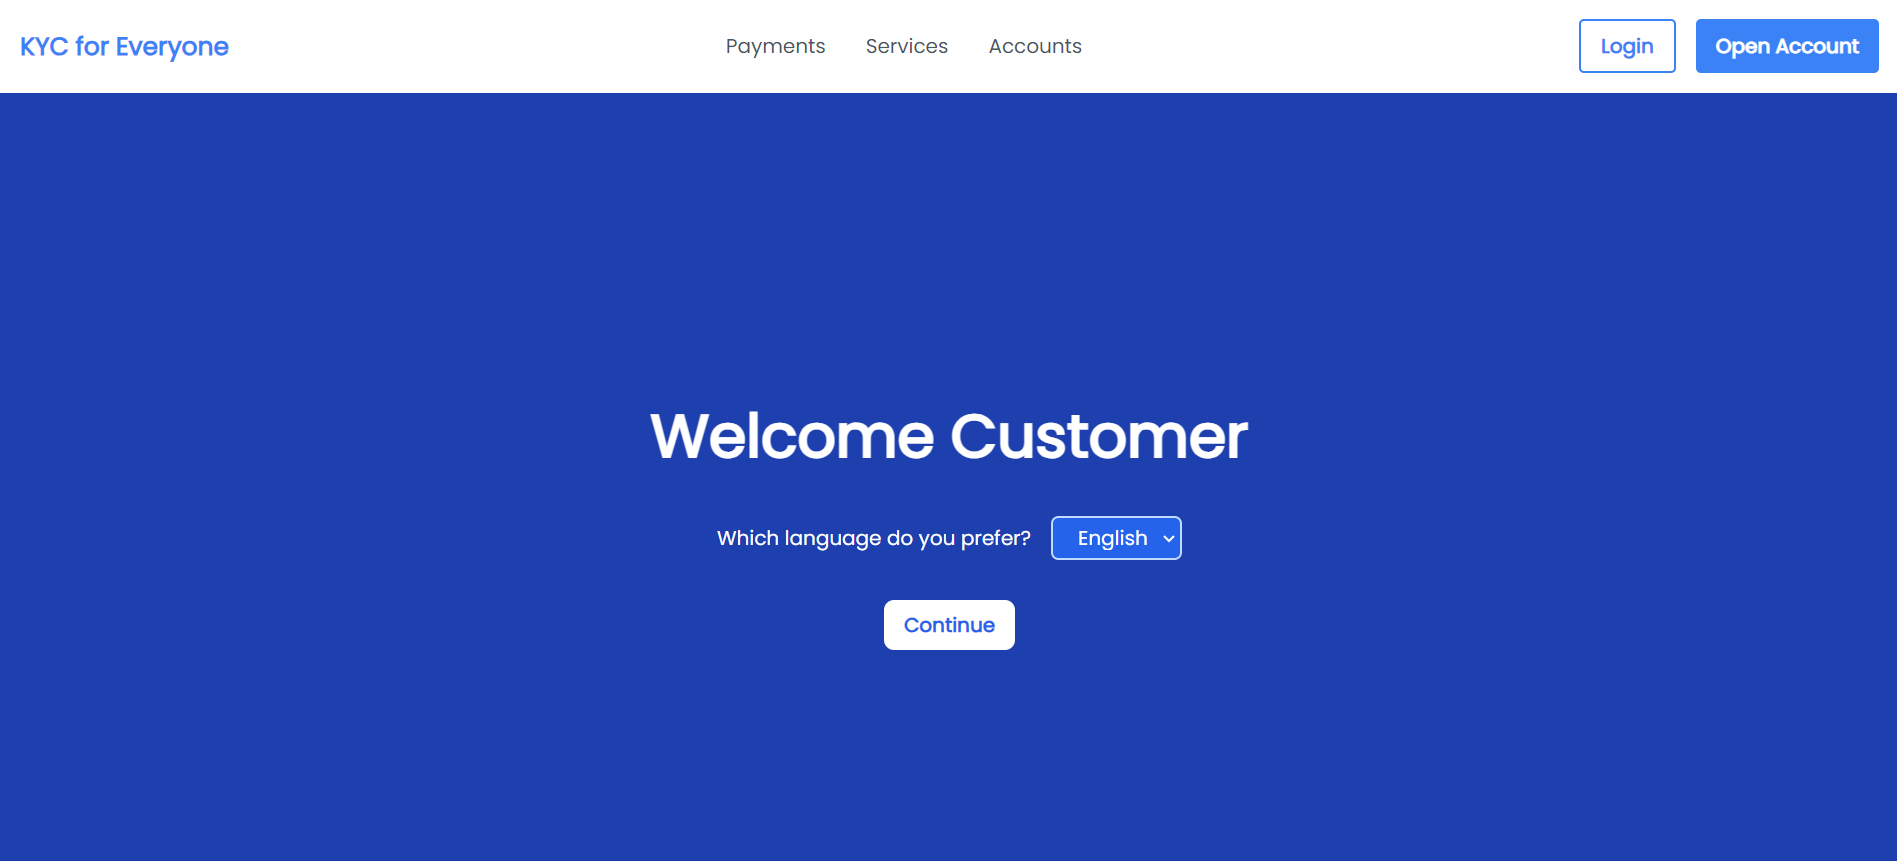 KYC for Everyone
Payments Services Accounts
Login
Open Account
Welcome Customer
Which language do you prefer? English
Continue